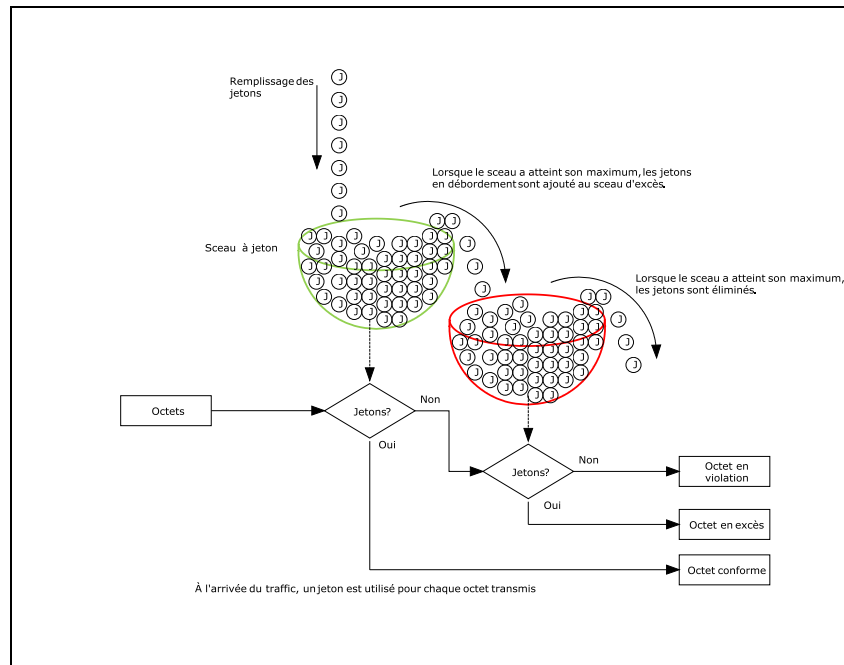 Remplissage des
jetons
Lorsque le sceau a atteint son maximum, les jetons
en débordement sont ajouté au sceau d'excès.
Sceau à jeton
Lorsque le sceau a atteint son maximum,
les jetons sont éliminés.
Octets
Jetons?
Non
Oui
Jetons?
Non
Oui
Octet en
violation
Octet en excès
Octet conforme
À l'arrivée du traffic, un jeton est utilisé pour chaque octet transmis